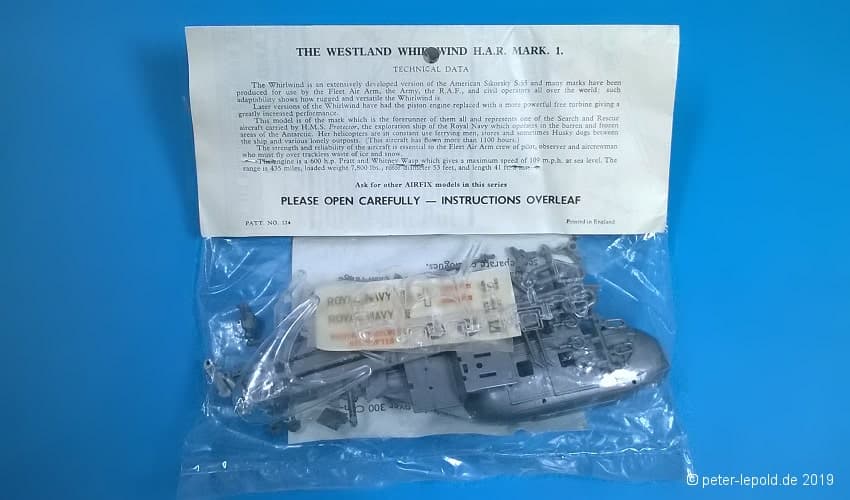 THE WESTLAND WHIRLWIND H.A.R. MARK. 1.
TECHNICAL DATA
The Whirlwind is an extensively developed version of the American Sikorsky S.55 and many marks have been
produced for use by the Fleet Air Arm, the Army, the R.A.F., and civil operators all over the world: such
adaptability shows how rugged and versatile the Whirlwind is.
Later versions of the Whirlwind have had the piston engine replaced with a more powerful free turbine giving a
greatly increased performance.
This model is of the mark which is the forerunner of them all and represents one of the Search and Rescue
aircraft carried by H.M.S. Protector, the exploration ship of the Royal Navy which operates in the barren and frozen
areas of the Antarctic. Her helicopters are in constant use ferrying men, stores and sometimes Husky dogs between
the ship and various lonely outposts. (This aircraft has flown more than 1100 hours.)
The strength and reliability of the aircraft is essential to the Fleet Air Arm crew of pilot, observer and aircrewman
who must fly over trackless waste of ice and snow.
The engine is a 600 h.p. Pratt and Whitney Wasp which gives a maximum speed of 109 m.p.h. at sea level. The
range is 435 miles, loaded weight 7,800 lbs., rotor diameter 53 feet, and length 41 ft.
Ask for other AIRFIX models in this series
PLEASE OPEN CAREFULLY — INSTRUCTIONS OVERLEAF
PATT. NO. 124
Printed in England
ROYAL NAVY
ROYAL NAVY
over 300
© peter-lepold.de 2019